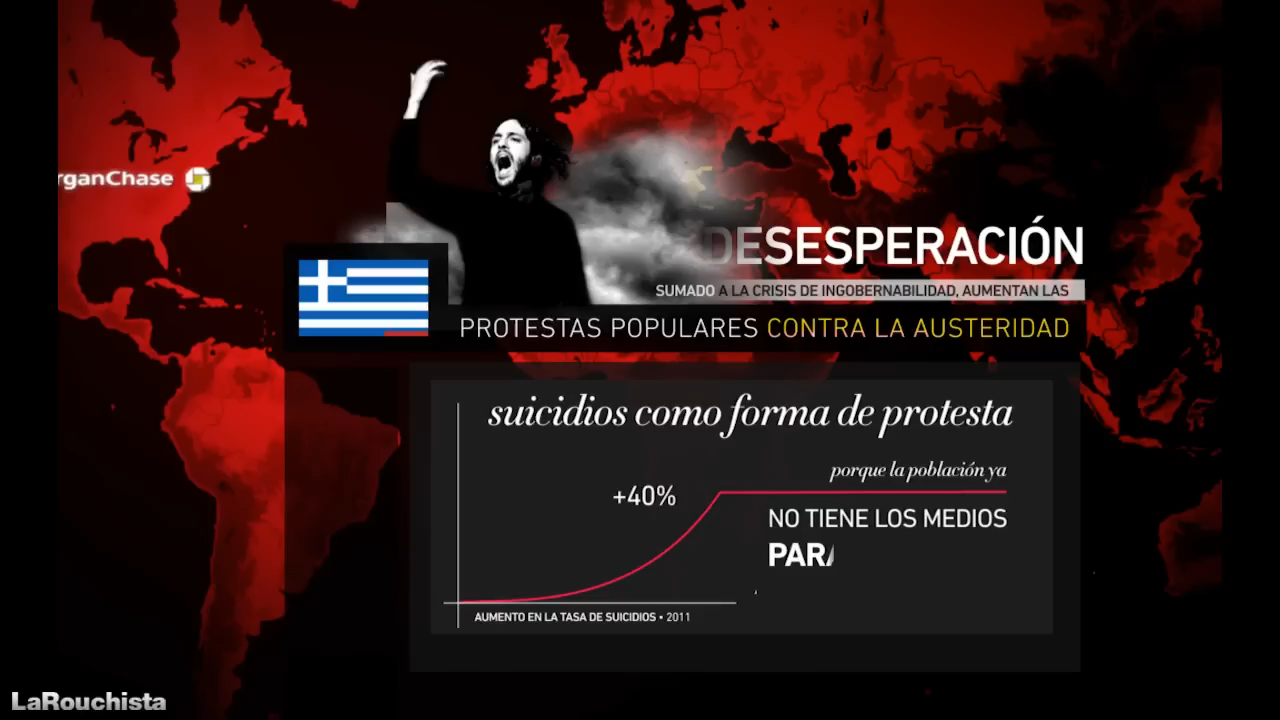 rganChase
DESESPERACIÓN
SUMADO A LA CRISIS DE INGOBERNABILIDAD, AUMENTAN LAS
PROTESTAS POPULARES CONTRA LA AUSTERIDAD
suicidios como forma de protesta
porque la población ya
+40%
NO TIENE LOS MEDIOS
PARA
AUMENTO EN LA TASA DE SUICIDIOS • 2011
LaRouchista